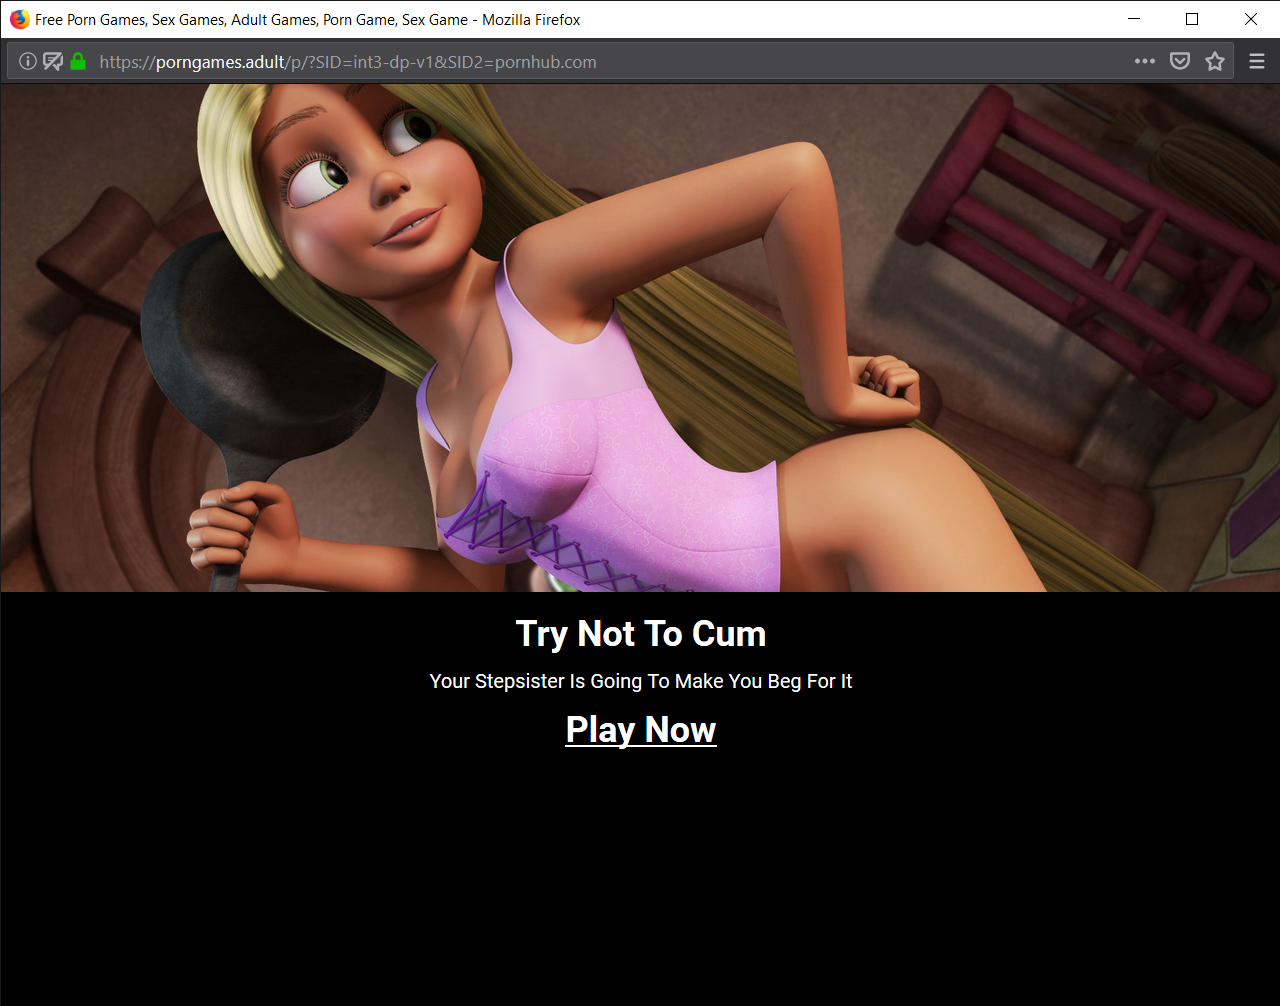 Free Porn Games, Sex Games, Adult Games, Porn Game, Sex Game - Mozilla Firefox
https://porngames.adult/p/?SID=int3-dp-v1&SID2=pornhub.com
Try Not To Cum
Your Stepsister Is Going To Make You Beg For It
Play Now